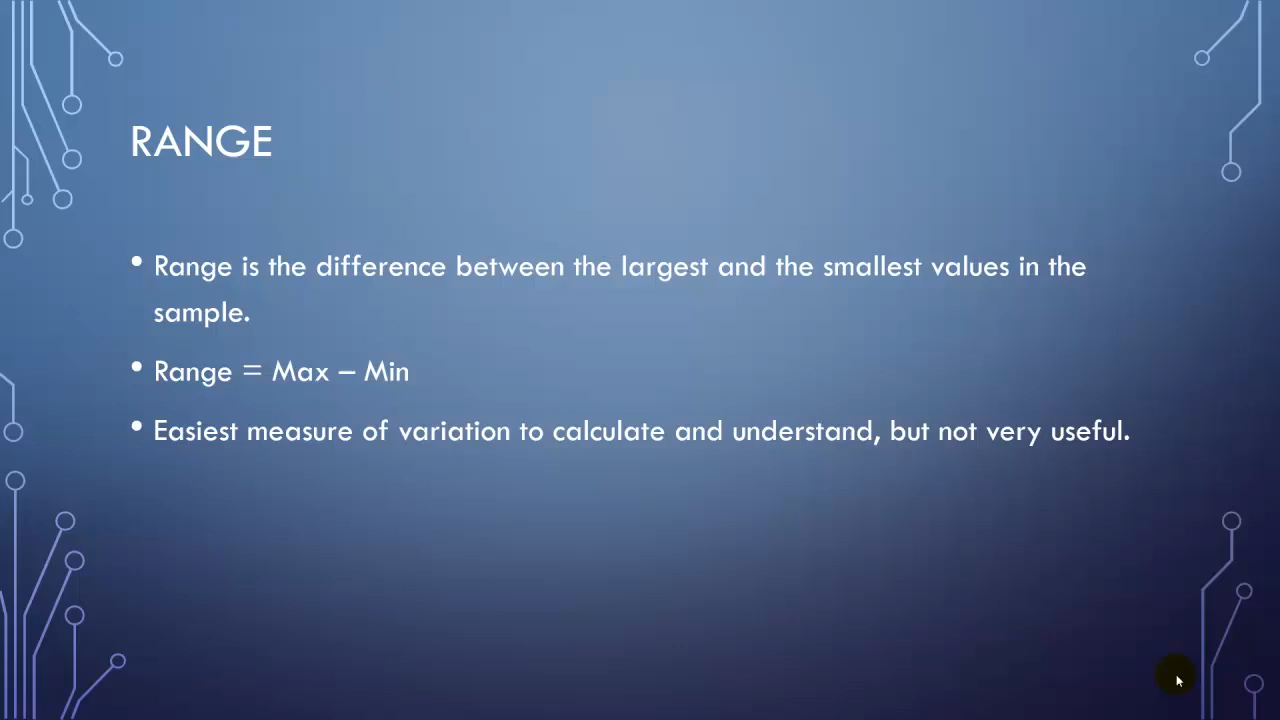 RANGE
• Range is the difference between the largest and the smallest values in the
sample.
• Range = Max – Min
• Easiest measure of variation to calculate and understand, but not very useful.